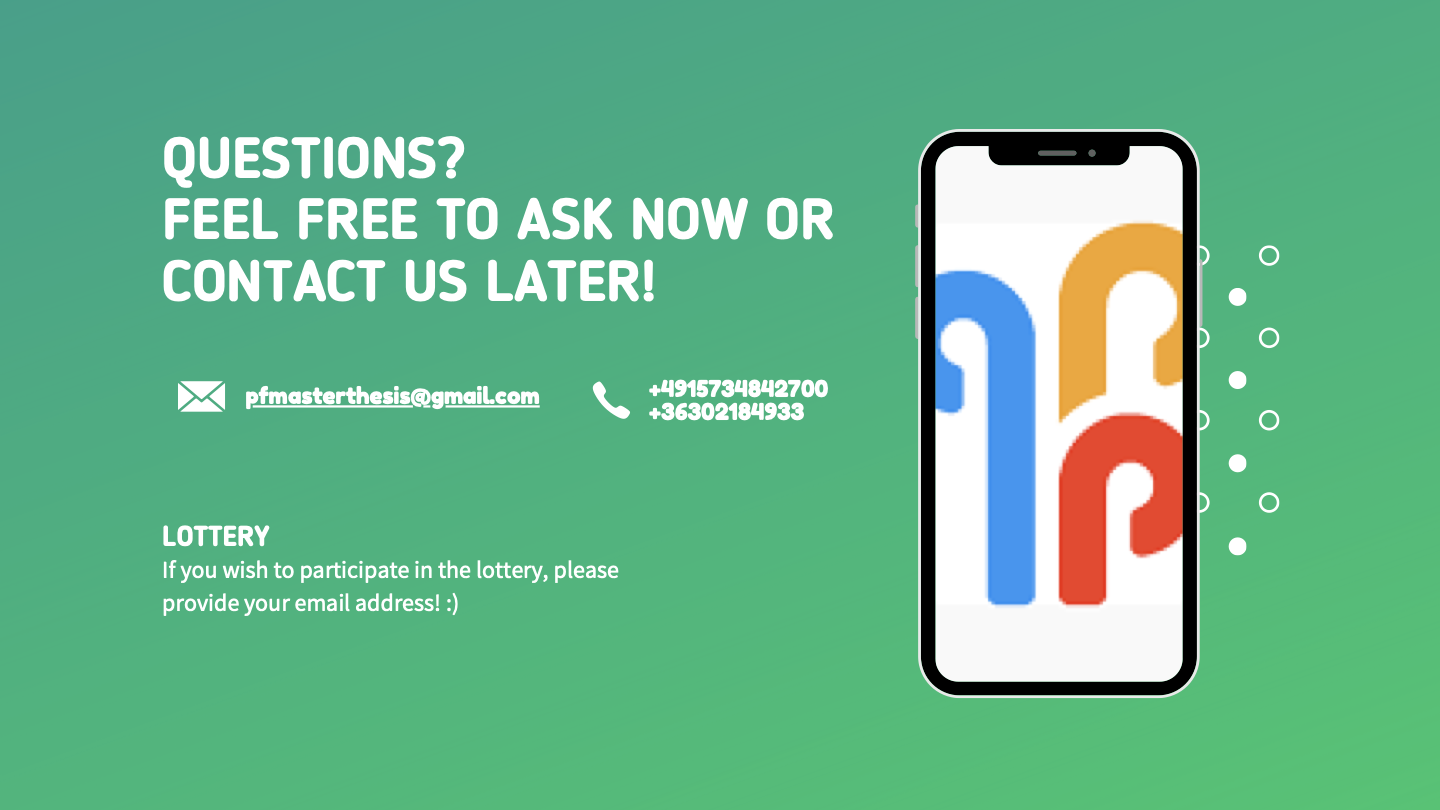 QUESTIONS?
FEEL FREE TO ASK NOW OR
CONTACT US LATER!
pfmasterthesis@gmail.com
+4915734842700
+36302184933
LOTTERY
If you wish to participate in the lottery, please
provide your email address! :)